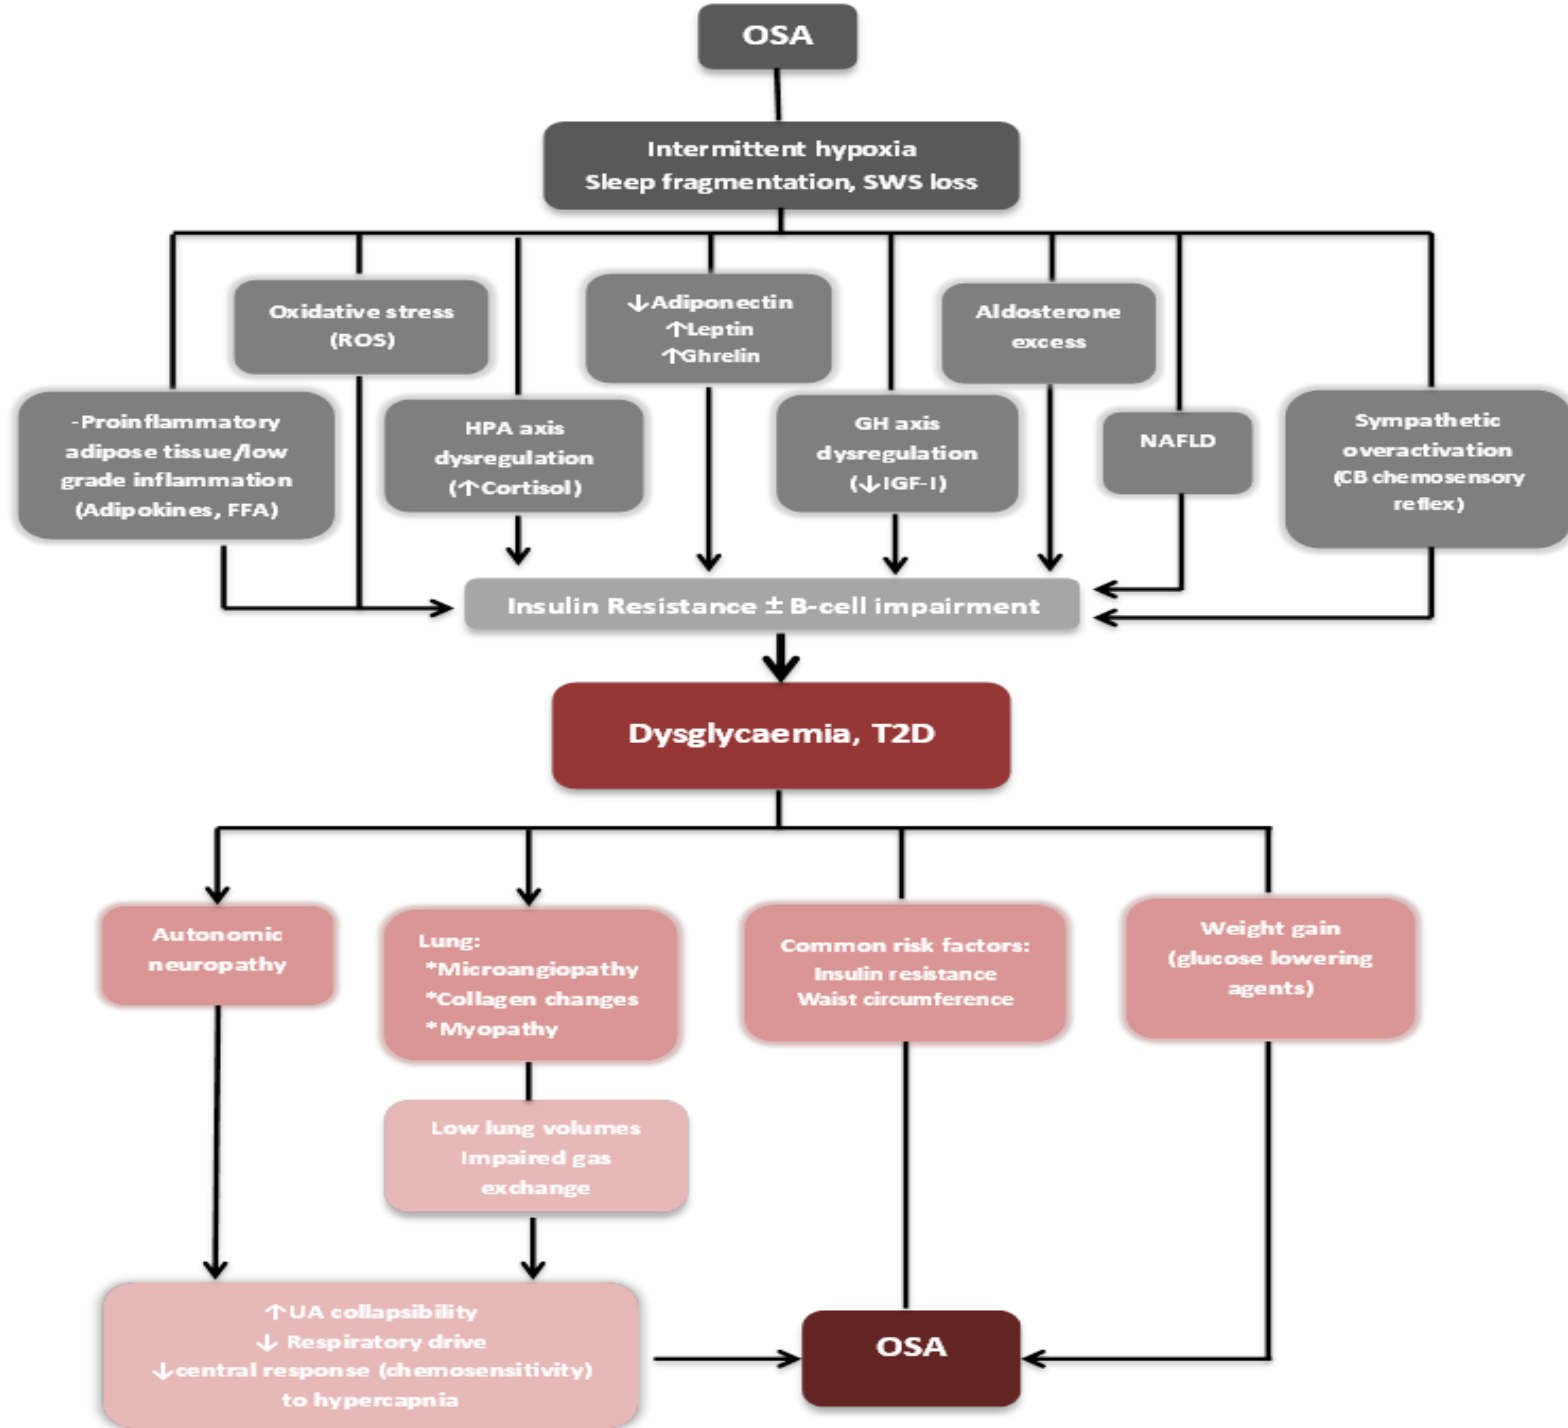 OSA
Intermittent hypoxia
Sleep fragmentation, SWS loss
Oxidative stress
(ROS)
↓Adiponectin
↑Leptin
↑Ghrelin
Aldosterone
excess
-Proinflammatory
adipose tissue/low
grade inflammation
(Adipokines, FFA)
HPA axis
dysregulation
(↑Cortisol)
GH axis
dysregulation
(↓IGF-I)
NAFLD
Sympathetic
overactivation
(CB chemosensory
reflex)
Insulin Resistance ± B-cell impairment
Dysglycaemia, T2D
Autonomic
neuropathy
Lung:
*Microangiopathy
*Collagen changes
*Myopathy
Common risk factors:
Insulin resistance
Waist circumference
Weight gain
(glucose lowering
agents)
Low lung volumes
Impaired gas
exchange
↑UA collapsibility
↓ Respiratory drive
↓central response (chemosensitivity)
to hypercapnia
OSA